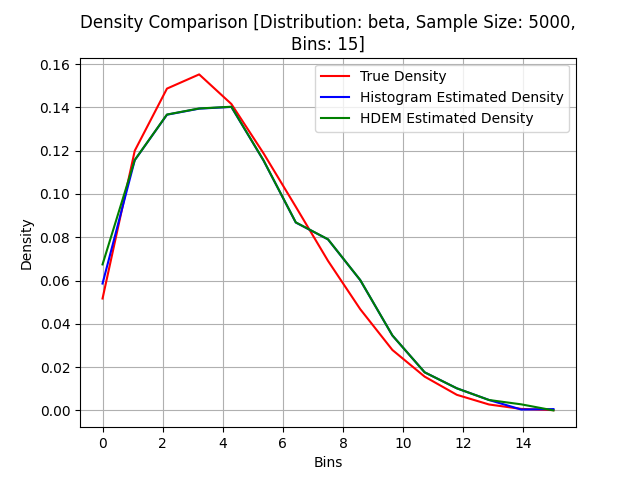 Density Comparison [Distribution: beta, Sample Size: 5000,
Bins: 15]
True Density
Histogram Estimated Density
HDEM Estimated Density
Density
0.16
0.14
0.12
0.10
0.08
0.06
0.04
0.02
0.00
0 2 4 6 8 10 12 14
Bins